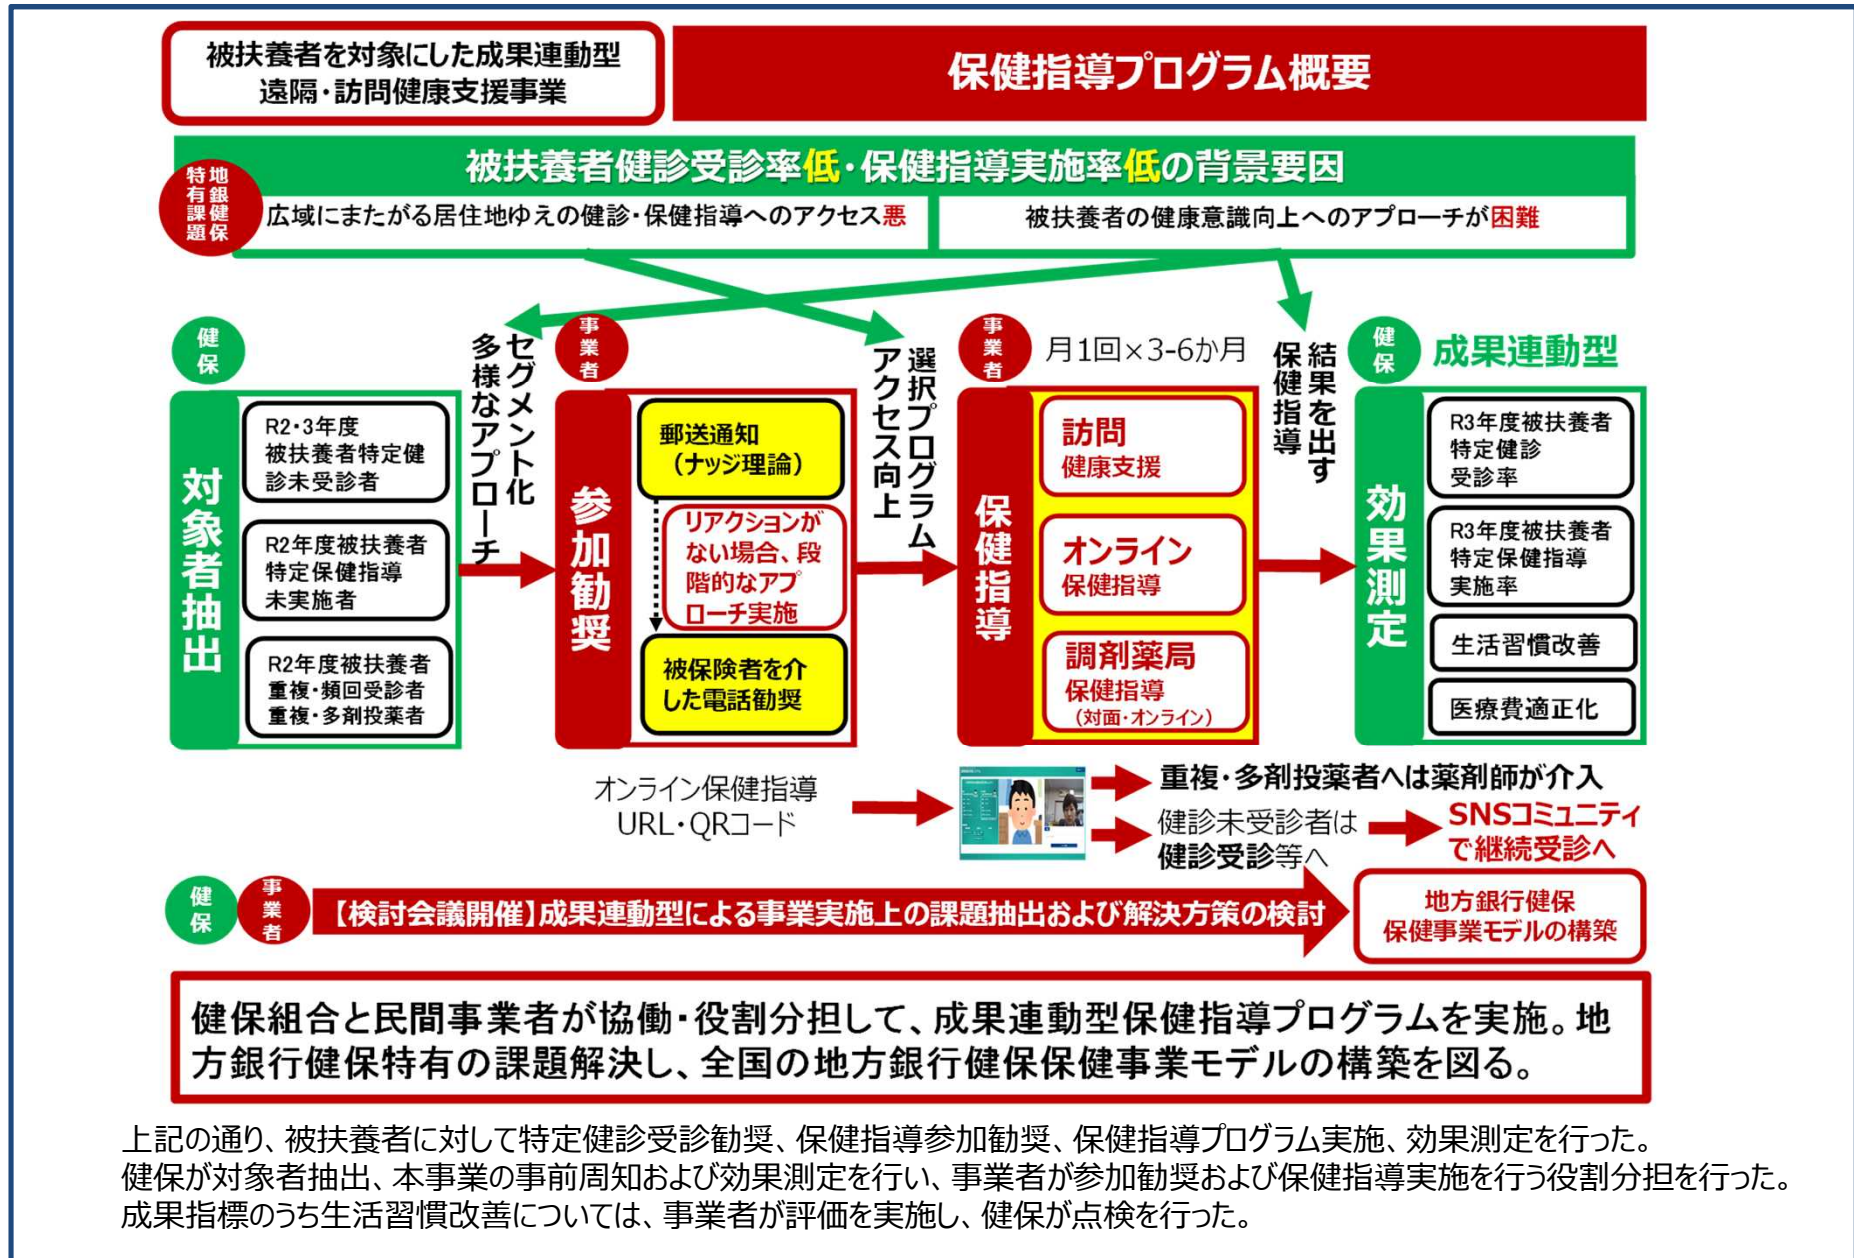 被扶養者を対象にした成果連動型
遠隔・訪問健康支援事業
保健指導プログラム概要
地銀健保
特有課題
被扶養者健診受診率低・保健指導実施率低の背景要因
広域にまたがる居住地ゆえの健診・保健指導へのアクセス悪
被扶養者の健康意識向上へのアプローチが困難
健保
対象者抽出
R2・3年度
被扶養者特定健
診未受診者
R2年度被扶養者
特定保健指導
未実施者
R2年度被扶養者
重複・頻回受診者
重複・多剤投薬者
セグメント化
多様なアプローチ
事業者
参加勧奨
郵送通知
（ナッジ理論）
リアクションが
ない場合、段
階的なアプ
ローチ実施
被保険者を介
した電話勧奨
選択プログラム
アクセス向上
事業者
月1回×3-6か月
保健指導
訪問
健康支援
オンライン
保健指導
調剤薬局
保健指導
（対面・オンライン）
結果を出す
保健指導
健保
成果連動型
効果測定
R3年度被扶養者
特定健診
受診率
R3年度被扶養者
特定保健指導
実施率
生活習慣改善
医療費適正化
オンライン保健指導
URL・QRコード
重複・多剤投薬者へは薬剤師が介入
健診未受診者は
健診受診等へ
SNSコミュニティ
で継続受診へ
健保
事業者
【検討会議開催】成果連動型による事業実施上の課題抽出および解決方策の検討
地方銀行健保
保健事業モデルの構築
健保組合と民間事業者が協働・役割分担して、成果連動型保健指導プログラムを実施。地
方銀行健保特有の課題解決し、全国の地方銀行健保保健事業モデルの構築を図る。
上記の通り、被扶養者に対して特定健診受診勧奨、保健指導参加勧奨、保健指導プログラム実施、効果測定を行った。
健保が対象者抽出、本事業の事前周知および効果測定を行い、事業者が参加勧奨および保健指導実施を行う役割分担を行った。
成果指標のうち生活習慣改善については、事業者が評価を実施し、健保が点検を行った。